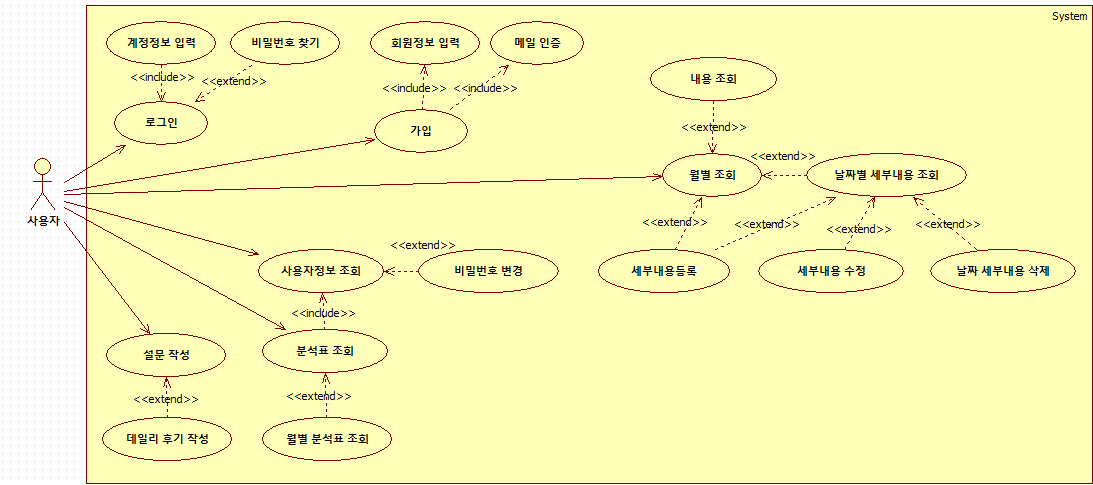 System
계정정보 입력
비밀번호 찾기
회원정보 입력
메일 인증
<<include>>
<<extend>>
<<include>>
<<include>>
내용 조회
로그인
가입
<<extend>>
<<extend>>
월별 조회
날짜별 세부내용 조회
사용자
<<extend>>
<<extend>>
<<extend>>
<<extend>>
<<extend>>
사용자정보 조회
비밀번호 변경
세부내용등록
세부내용 수정
날짜 세부내용 삭제
<<include>>
설문 작성
분석표 조회
<<extend>>
<<extend>>
데일리 후기 작성
월별 분석표 조회